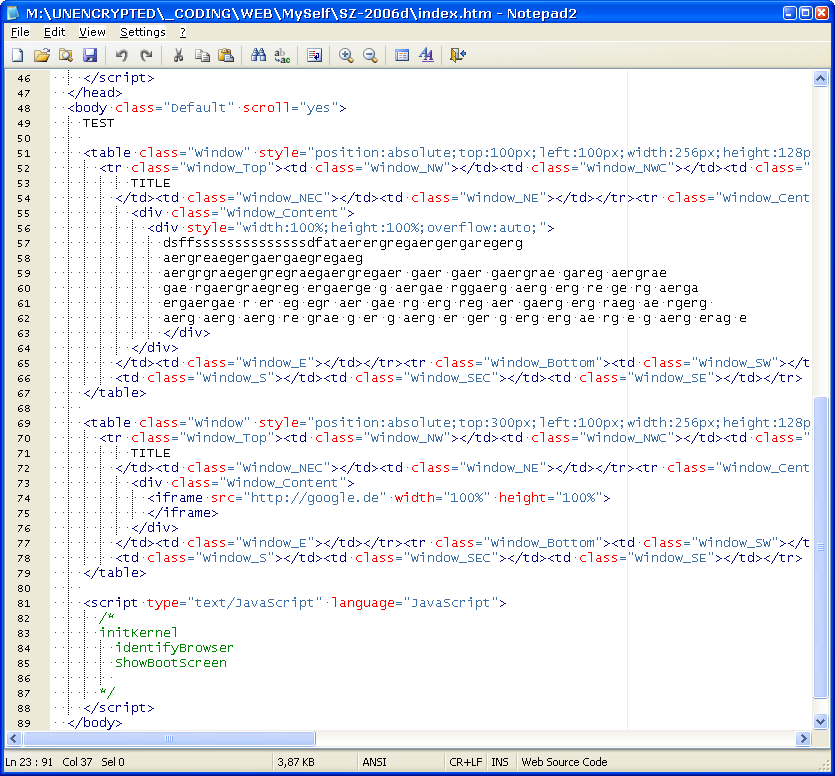 M:\UNENCRYPTED\_CODING\WEB\MySelf\SZ-2006d\index.htm - Notepad2
File Edit View Settings ?
46 </script>
47 </head>
48 <body class="Default" scroll="yes">
49 TEST
50
51 <table class="Window" style="position:absolute;top:100px;left:100px;width:256px;height:128p
52 <tr class="Window_Top"><td class="Window_NW"></td><td class="Window_NWC"></td><td class="
53 TITLE
54 </td><td class="Window_NEC"></td><td class="Window_NE"></td></tr><tr class="Window_Cent
55 <div class="Window_Content">
56 <div style="width:100%;height:100%;overflow:auto;">
57 dsffsssssssssssssssdfataerergregaergergaregerg
58 aergreaegergaergaegregaeg
59 aergrgraegergregraegaergregaer gaer gaer gaergrae gareg aergrae
60 gae rgaergraegreg ergaerge g aergae rggaerg aerg erg re ge rg aerga
61 ergaergae r er eg egr aer gae rg erg reg aer gaerg erg raeg ae rgerg
62 aerg aerg aerg re grae g er g aerg er ger g erg erg ae rg e g aerg erag e
63 </div>
64 </div>
65 </td><td class="Window_E"></td></tr><tr class="Window_Bottom"><td class="Window_SW"></t
66 <td class="Window_S"></td><td class="Window_SEC"></td><td class="Window_SE"></td></tr>
67 </table>
68
69 <table class="Window" style="position:absolute;top:300px;left:100px;width:256px;height:128p
70 <tr class="Window_Top"><td class="Window_NW"></td><td class="Window_NWC"></td><td class="
71 TITLE
72 </td><td class="Window_NEC"></td><td class="Window_NE"></td></tr><tr class="Window_Cent
73 <div class="Window_Content">
74 <iframe src="http://google.de" width="100%" height="100%">
75 </iframe>
76 </div>
77 </td><td class="Window_E"></td></tr><tr class="Window_Bottom"><td class="Window_SW"></t
78 <td class="Window_S"></td><td class="Window_SEC"></td><td class="Window_SE"></td></tr>
79 </table>
80
81 <script type="text/JavaScript" language="JavaScript">
82 /*
83 initKernel
84 identifyBrowser
85 ShowBootScreen
86
87 */
88 </script>
89 </body>
Ln 23 : 91 Col 37 Sel 0 3,87 KB ANSI CR+LF INS Web Source Code